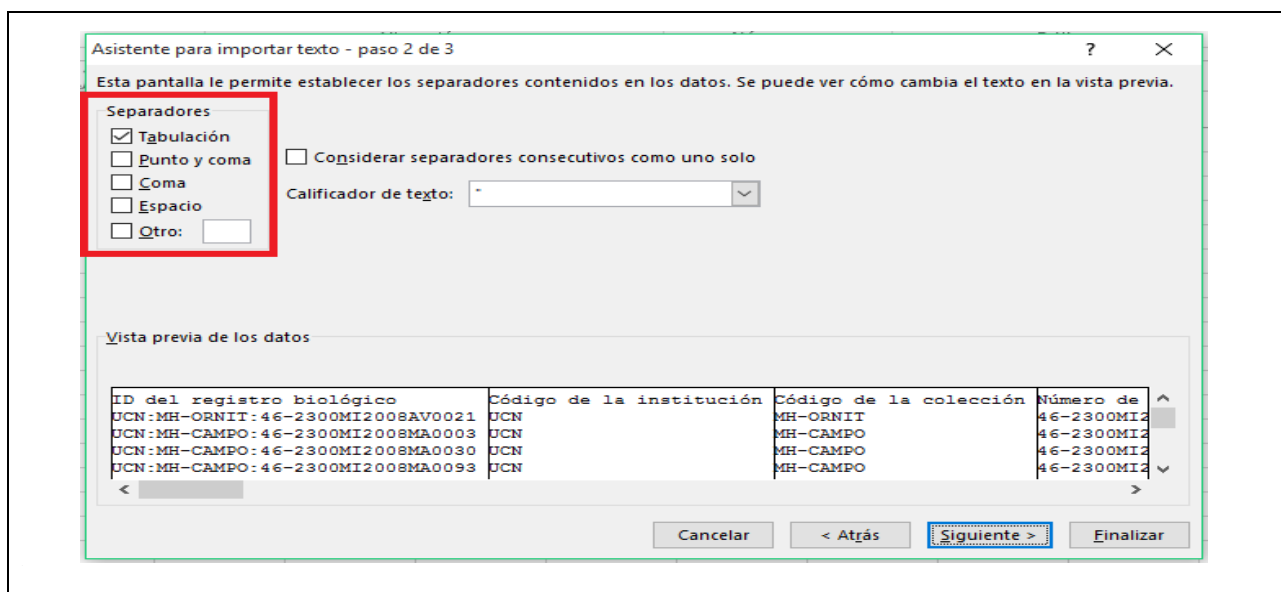 Asistente para importar texto - paso 2 de 3 ? ×
Esta pantalla le permite establecer los separadores contenidos en los datos. Se puede ver cómo cambia el texto en la vista previa.
Separadores
Tabulación
Punto y coma
Coma
Espacio
Otro:
Considerar separadores consecutivos como uno solo
Calificador de texto: "
Vista previa de los datos
ID del registro biológico Código de la institución Código de la colección Número de
UCN:MH-ORNIT:46-2300MI2008AV0021 UCN MH-ORNIT 46-2300MI2
UCN:MH-CAMPO:46-2300MI2008MA0003 UCN MH-CAMPO 46-2300MI2
UCN:MH-CAMPO:46-2300MI2008MA0030 UCN MH-CAMPO 46-2300MI2
UCN:MH-CAMPO:46-2300MI2008MA0093 UCN MH-CAMPO 46-2300MI2
Cancelar < Atrás Siguiente > Finalizar